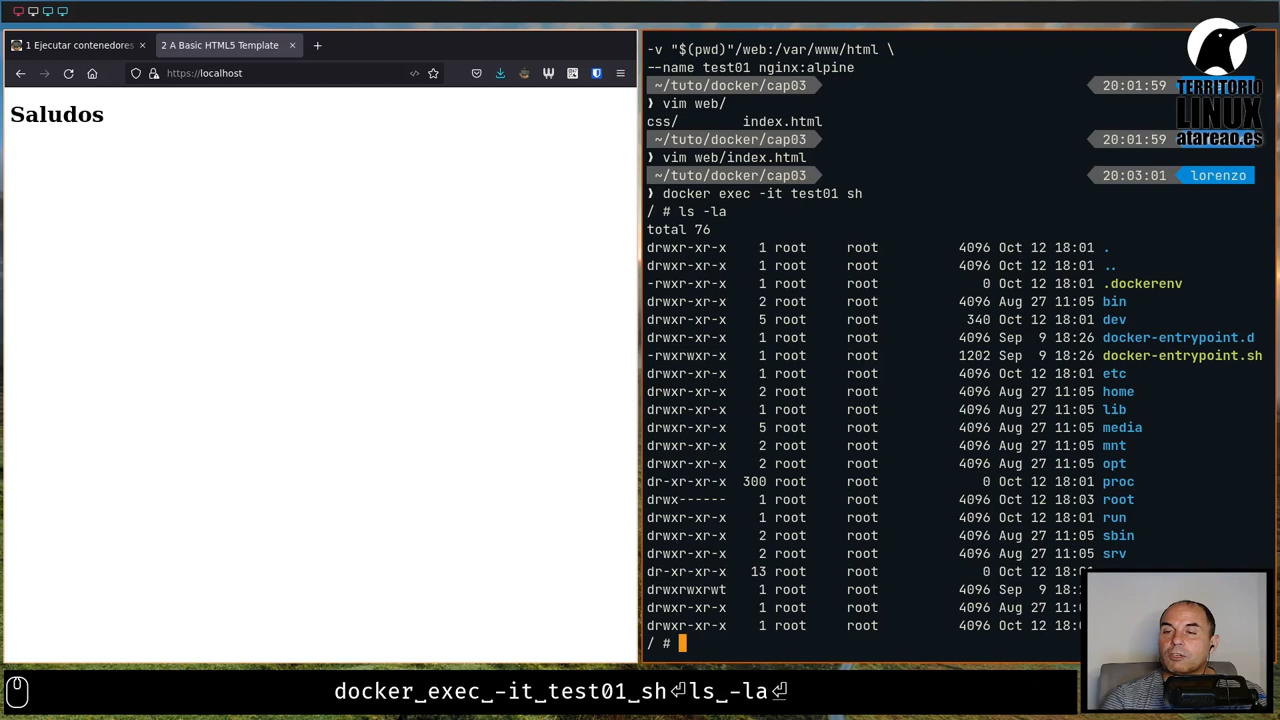 1 Ejecutar contenedores
2 A Basic HTML5 Template
https://localhost
Saludos
-v "$(pwd)"/web:/var/www/html \
--name test01 nginx:alpine
~/tuto/docker/cap03 20:01:59
❯ vim web/
css/ index.html
~/tuto/docker/cap03 20:01:59
❯ vim web/index.html
~/tuto/docker/cap03 20:03:01 lorenzo
❯ docker exec -it test01 sh
/ # ls -la
total 76
drwxr-xr-x 1 root root 4096 Oct 12 18:01 .
drwxr-xr-x 1 root root 4096 Oct 12 18:01 ..
-rwxr-xr-x 1 root root 0 Oct 12 18:01 .dockerenv
drwxr-xr-x 2 root root 4096 Aug 27 11:05 bin
drwxr-xr-x 5 root root 340 Oct 12 18:01 dev
drwxr-xr-x 1 root root 4096 Sep 9 18:26 docker-entrypoint.d
-rwxrwxr-x 1 root root 1202 Sep 9 18:26 docker-entrypoint.sh
drwxr-xr-x 1 root root 4096 Oct 12 18:01 etc
drwxr-xr-x 2 root root 4096 Aug 27 11:05 home
drwxr-xr-x 1 root root 4096 Aug 27 11:05 lib
drwxr-xr-x 5 root root 4096 Aug 27 11:05 media
drwxr-xr-x 2 root root 4096 Aug 27 11:05 mnt
drwxr-xr-x 2 root root 4096 Aug 27 11:05 opt
dr-xr-xr-x 300 root root 0 Oct 12 18:01 proc
drwx------ 1 root root 4096 Oct 12 18:03 root
drwxr-xr-x 1 root root 4096 Oct 12 18:01 run
drwxr-xr-x 2 root root 4096 Aug 27 11:05 sbin
drwxr-xr-x 2 root root 4096 Aug 27 11:05 srv
dr-xr-xr-x 13 root root 0 Oct 12
drwxrwxrwt 1 root root 4096 Sep 9
drwxr-xr-x 1 root root 4096 Aug 27
drwxr-xr-x 1 root root 4096 Oct 12
/ #
TERRITORIO
LINUX
atareao.es
docker␣exec␣-it␣test01␣sh⏎ls␣-la⏎